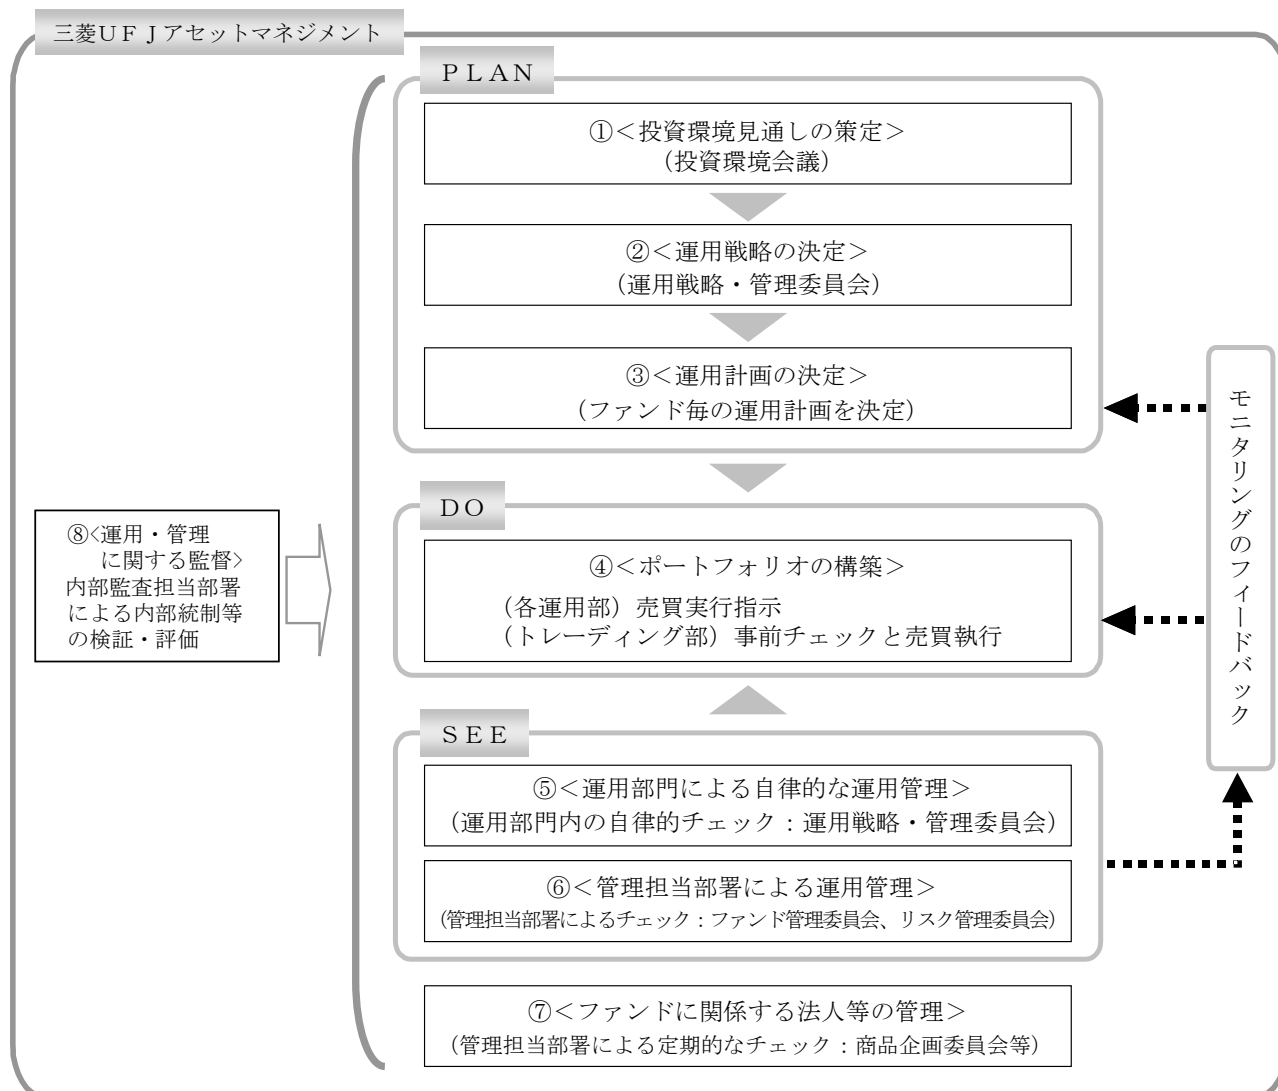 三菱ＵＦＪアセットマネジメント
ＰＬＡＮ
①＜投資環境見通しの策定＞
（投資環境会議）
②＜運用戦略の決定＞
（運用戦略・管理委員会）
③＜運用計画の決定＞
（ファンド毎の運用計画を決定）
ＤＯ
④＜ポートフォリオの構築＞
（各運用部）売買実行指示
（トレーディング部）事前チェックと売買執行
ＳＥＥ
⑤＜運用部門による自律的な運用管理＞
（運用部門内の自律的チェック：運用戦略・管理委員会）
⑥＜管理担当部署による運用管理＞
（管理担当部署によるチェック：ファンド管理委員会、リスク管理委員会）
⑦＜ファンドに関係する法人等の管理＞
（管理担当部署による定期的なチェック：商品企画委員会等）
⑧<運用・管理
に関する監督>
内部監査担当部署
による内部統制等
の検証・評価
モニタリングのフィードバック